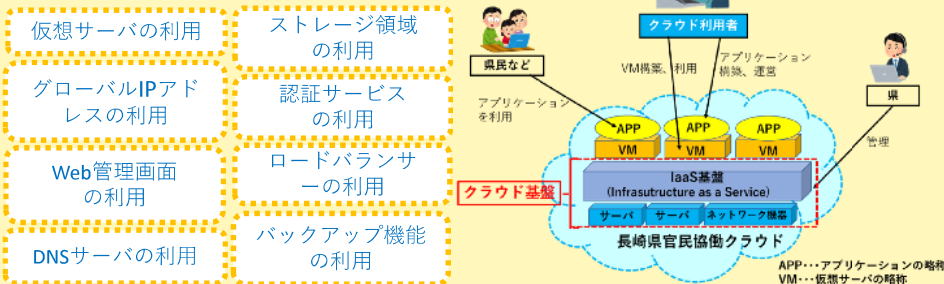 仮想サーバの利用
ストレージ領域
の利用
グローバルIPアド
レスの利用
認証サービス
の利用
Web管理画面
の利用
ロードバランサ
ーの利用
DNSサーバの利用
バックアップ機能
の利用
クラウド利用者
県民など
VM構築、利用
アプリケーション
構築、運営
県
アプリケーション
を利用
管理
APP
APP
APP
VM
VM
VM
クラウド基盤
IaaS基盤
(Infrasutructure as a Service)
サーバ
サーバ
ネットワーク機器
長崎県官民協働クラウド
APP・・・アプリケーションの略称
VM・・・仮想サーバの略称